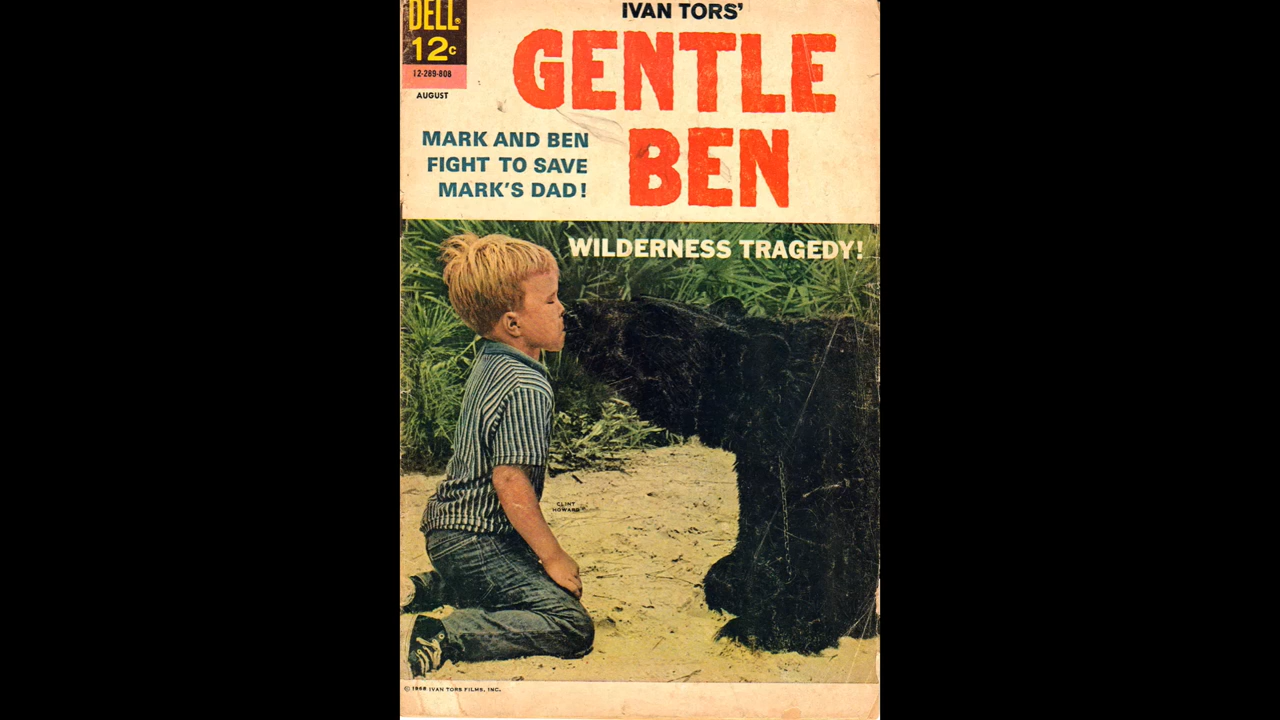 DELL
12c
12-289-808
AUGUST
IVAN TORS'
GENTLE
BEN
MARK AND BEN
FIGHT TO SAVE
MARK'S DAD!
WILDERNESS TRAGEDY!
CLINT
HOWARD
© 1968 IVAN TORS FILMS, INC.